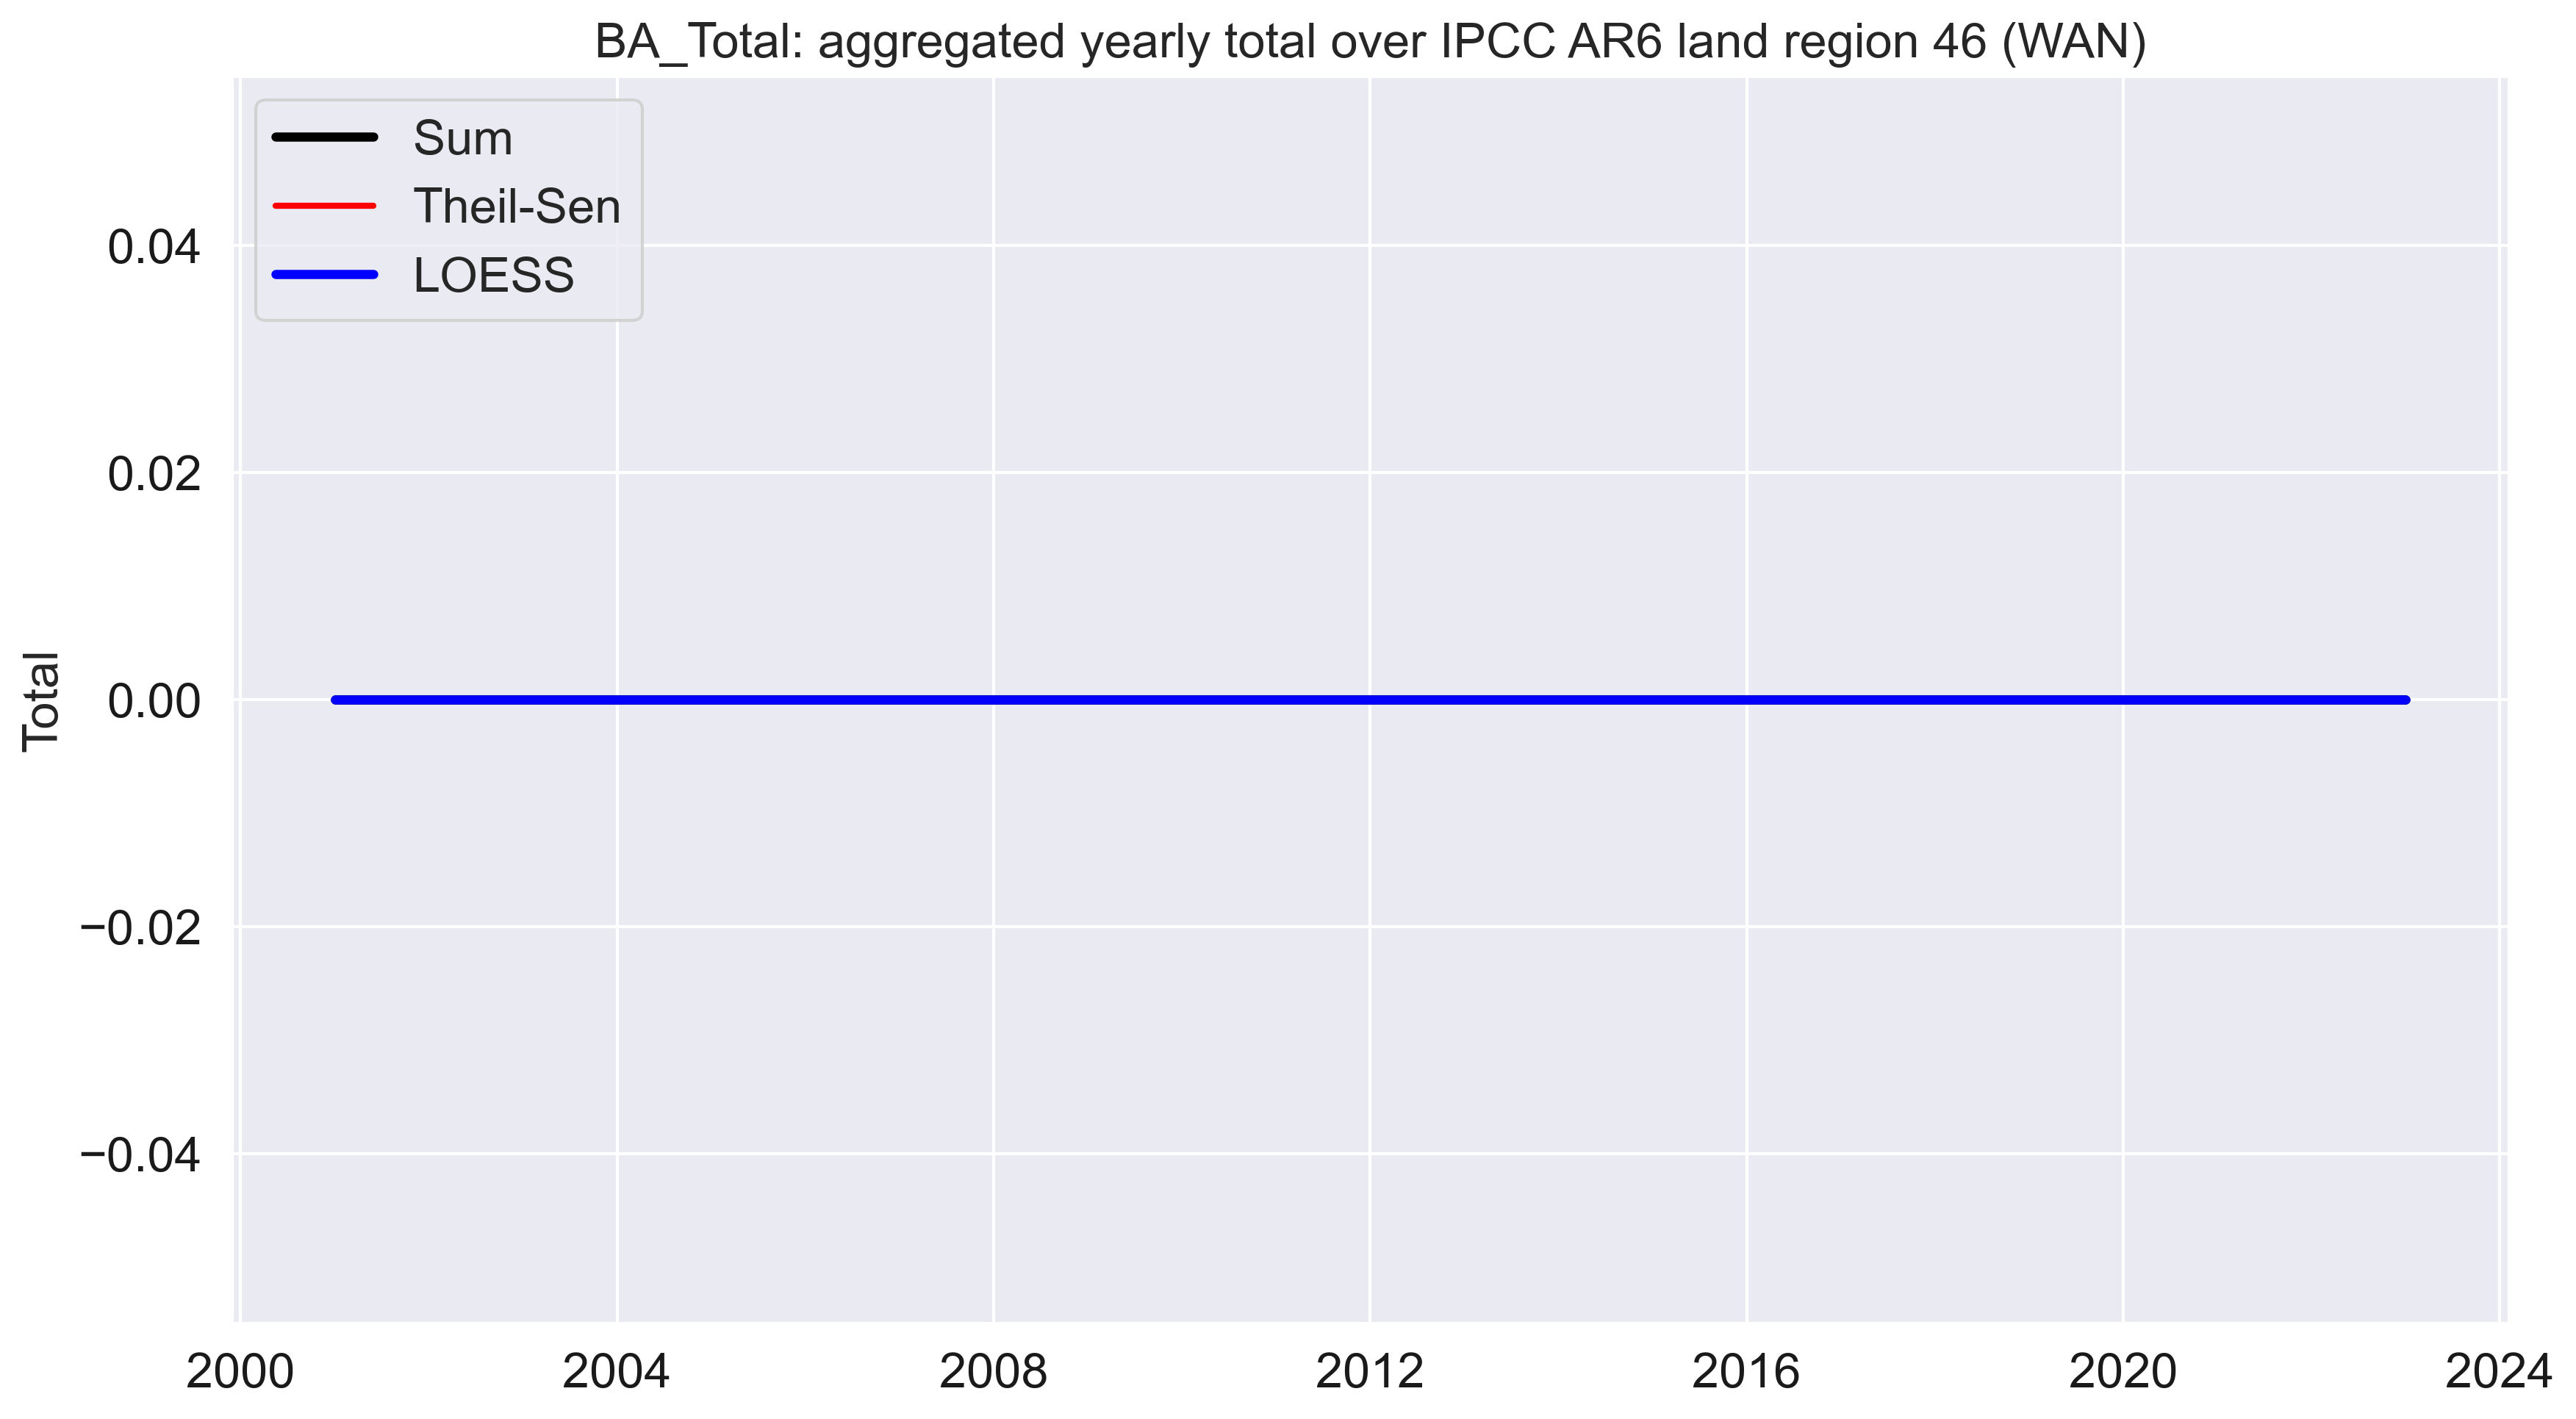 BA_Total: aggregated yearly total over IPCC AR6 land region 46 (WAN)
Sum
Theil-Sen
LOESS
0.04
0.02
0.00
−0.02
−0.04
Total
2000 2004 2008 2012 2016 2020 2024